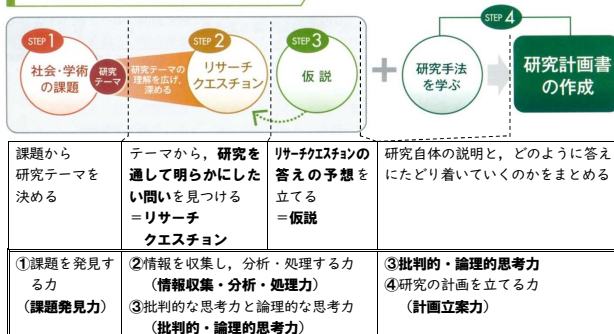 STEP 1
社会・学術
の課題
研究
テーマ
研究テーマの
理解を広げ,
深める
STEP 2
リサーチ
クエスチョン
STEP 3
仮説
+
STEP 4
研究手法
を学ぶ
研究計画書
の作成
課題から
研究テーマを
決める
テーマから,研究を
通して明らかにした
い問いを見つける
=リサーチ
クエスチョン
リサーチクエスチョンの
答えの予想を
立てる
=仮説
研究自体の説明と,どのように答え
にたどり着いていくのかをまとめる
①課題を発見す
る力
(課題発見力)
②情報を収集し,分析・処理する力
(情報収集・分析・処理力)
③批判的な思考力と論理的な思考力
(批判的・論理的思考力)
③批判的・論理的思考力
④研究の計画を立てる力
(計画立案力)